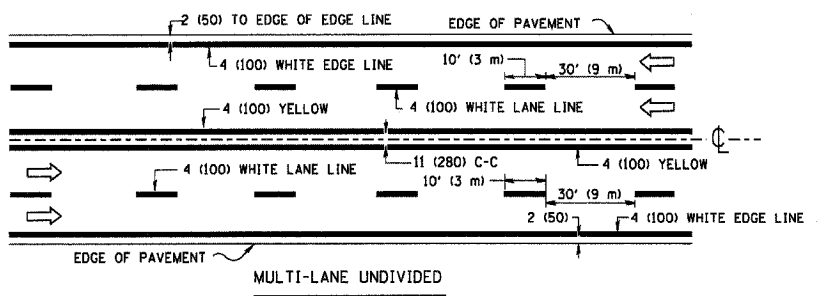 2 (50) TO EDGE OF EDGE LINE
EDGE OF PAVEMENT
4 (100) WHITE EDGE LINE
10' (3 m)
30' (9 m)
4 (100) YELLOW
4 (100) WHITE LANE LINE
℄
4 (100) WHITE LANE LINE
11 (280) C-C
4 (100) YELLOW
10' (3 m)
30' (9 m)
2 (50)
4 (100) WHITE EDGE LINE
EDGE OF PAVEMENT
MULTI-LANE UNDIVIDED